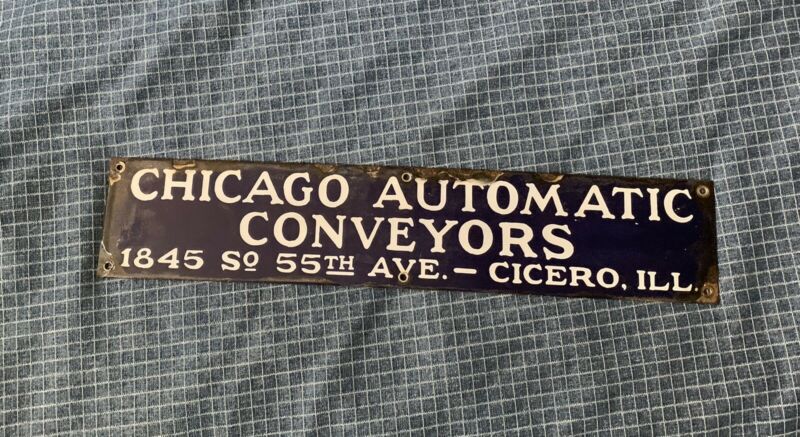 CHICAGO AUTOMATIC
CONVEYORS
1845 So 55TH AVE. – CICERO, ILL.